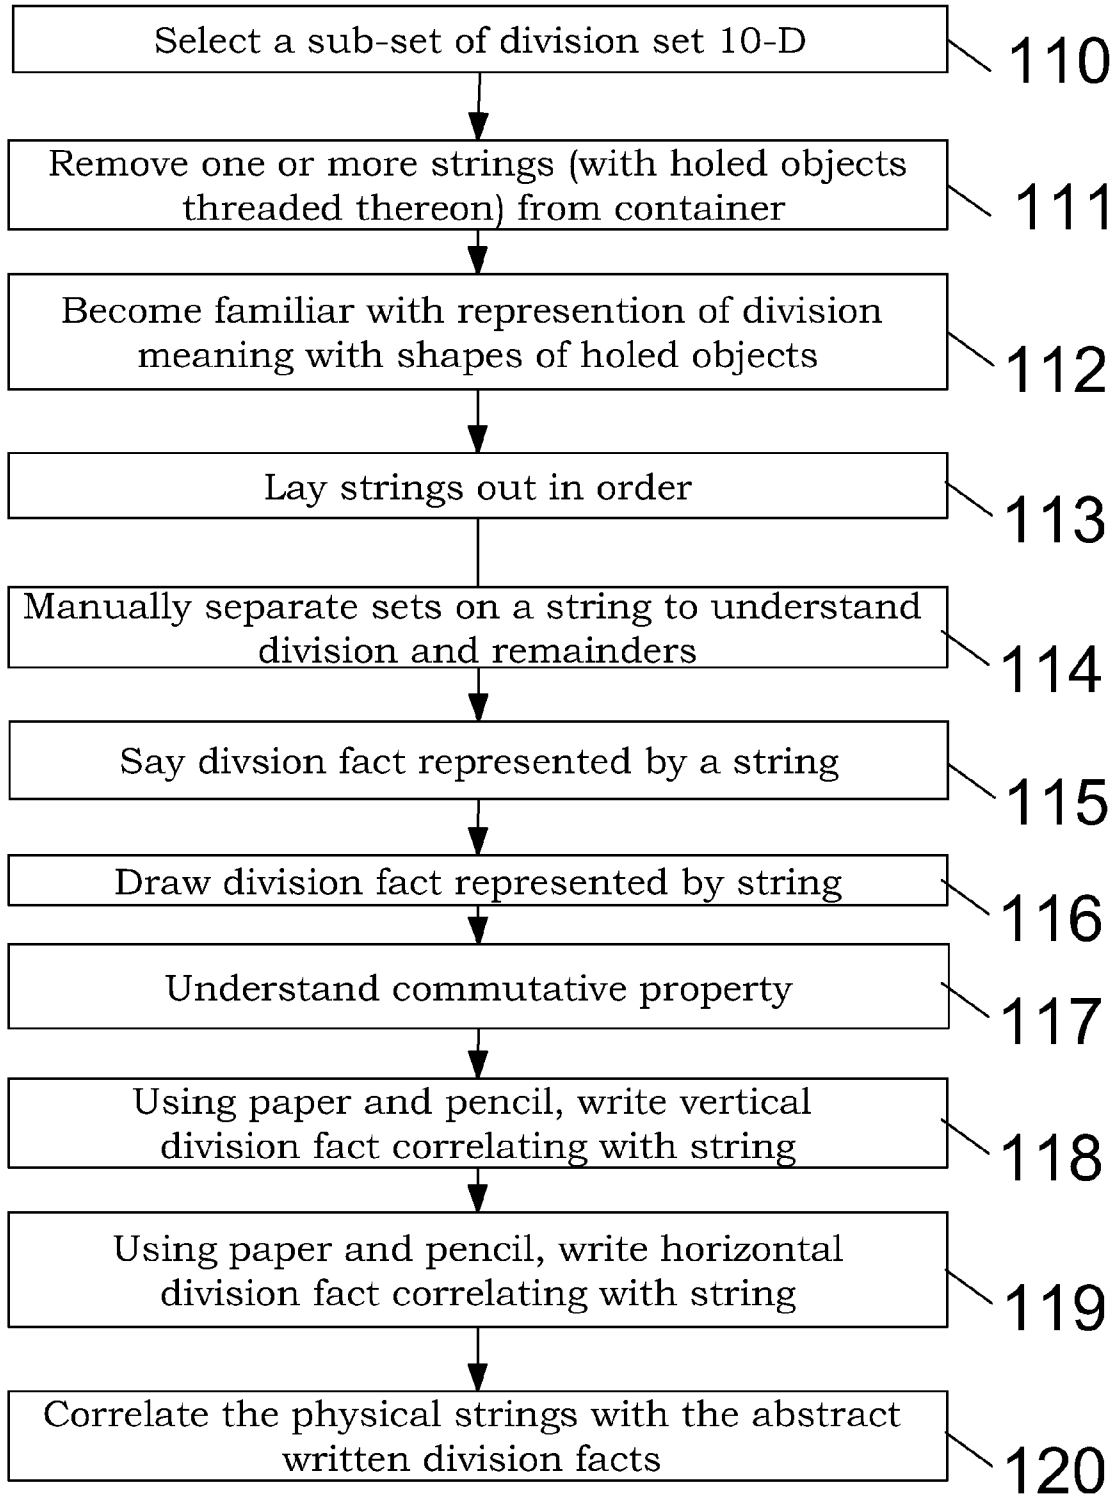 Select a sub-set of division set 10-D
110
Remove one or more strings (with holed objects
threaded thereon) from container
111
Become familiar with represention of division
meaning with shapes of holed objects
112
Lay strings out in order
113
Manually separate sets on a string to understand
division and remainders
114
Say divsion fact represented by a string
115
Draw division fact represented by string
116
Understand commutative property
117
Using paper and pencil, write vertical
division fact correlating with string
118
Using paper and pencil, write horizontal
division fact correlating with string
119
Correlate the physical strings with the abstract
written division facts
120